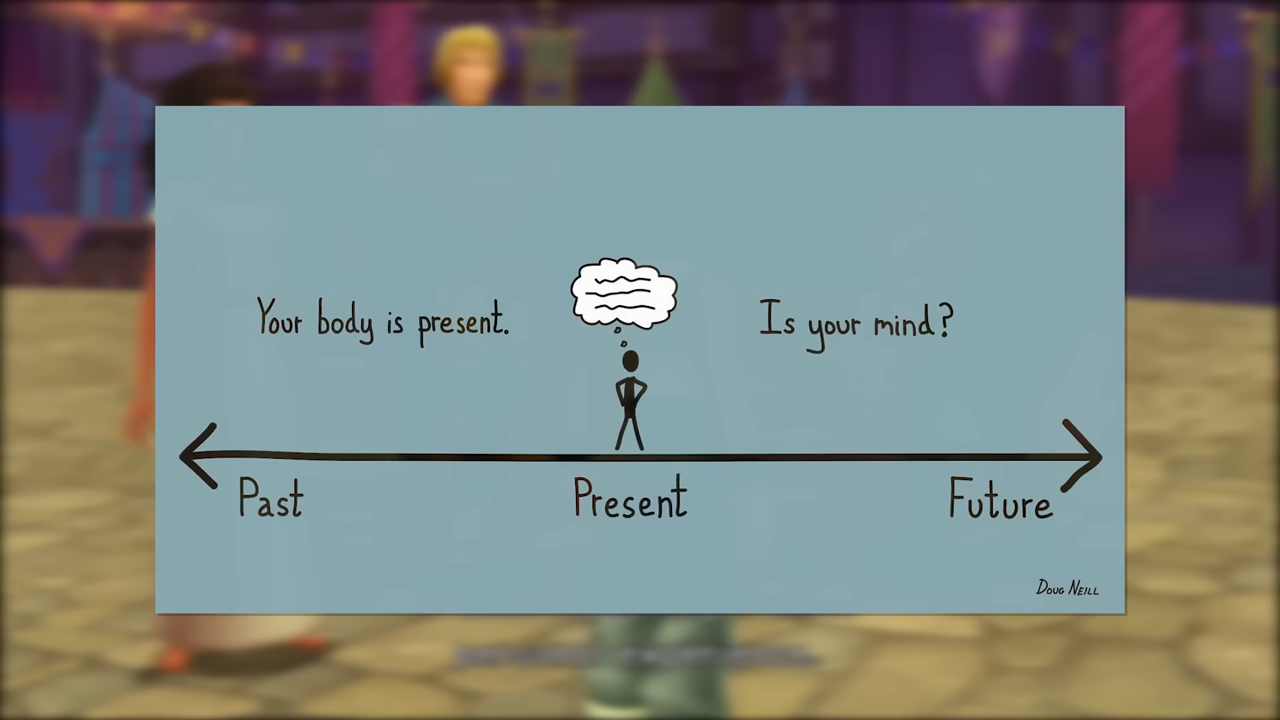 Your body is present.
Is your mind?
Past
Present
Future
Doug Neill